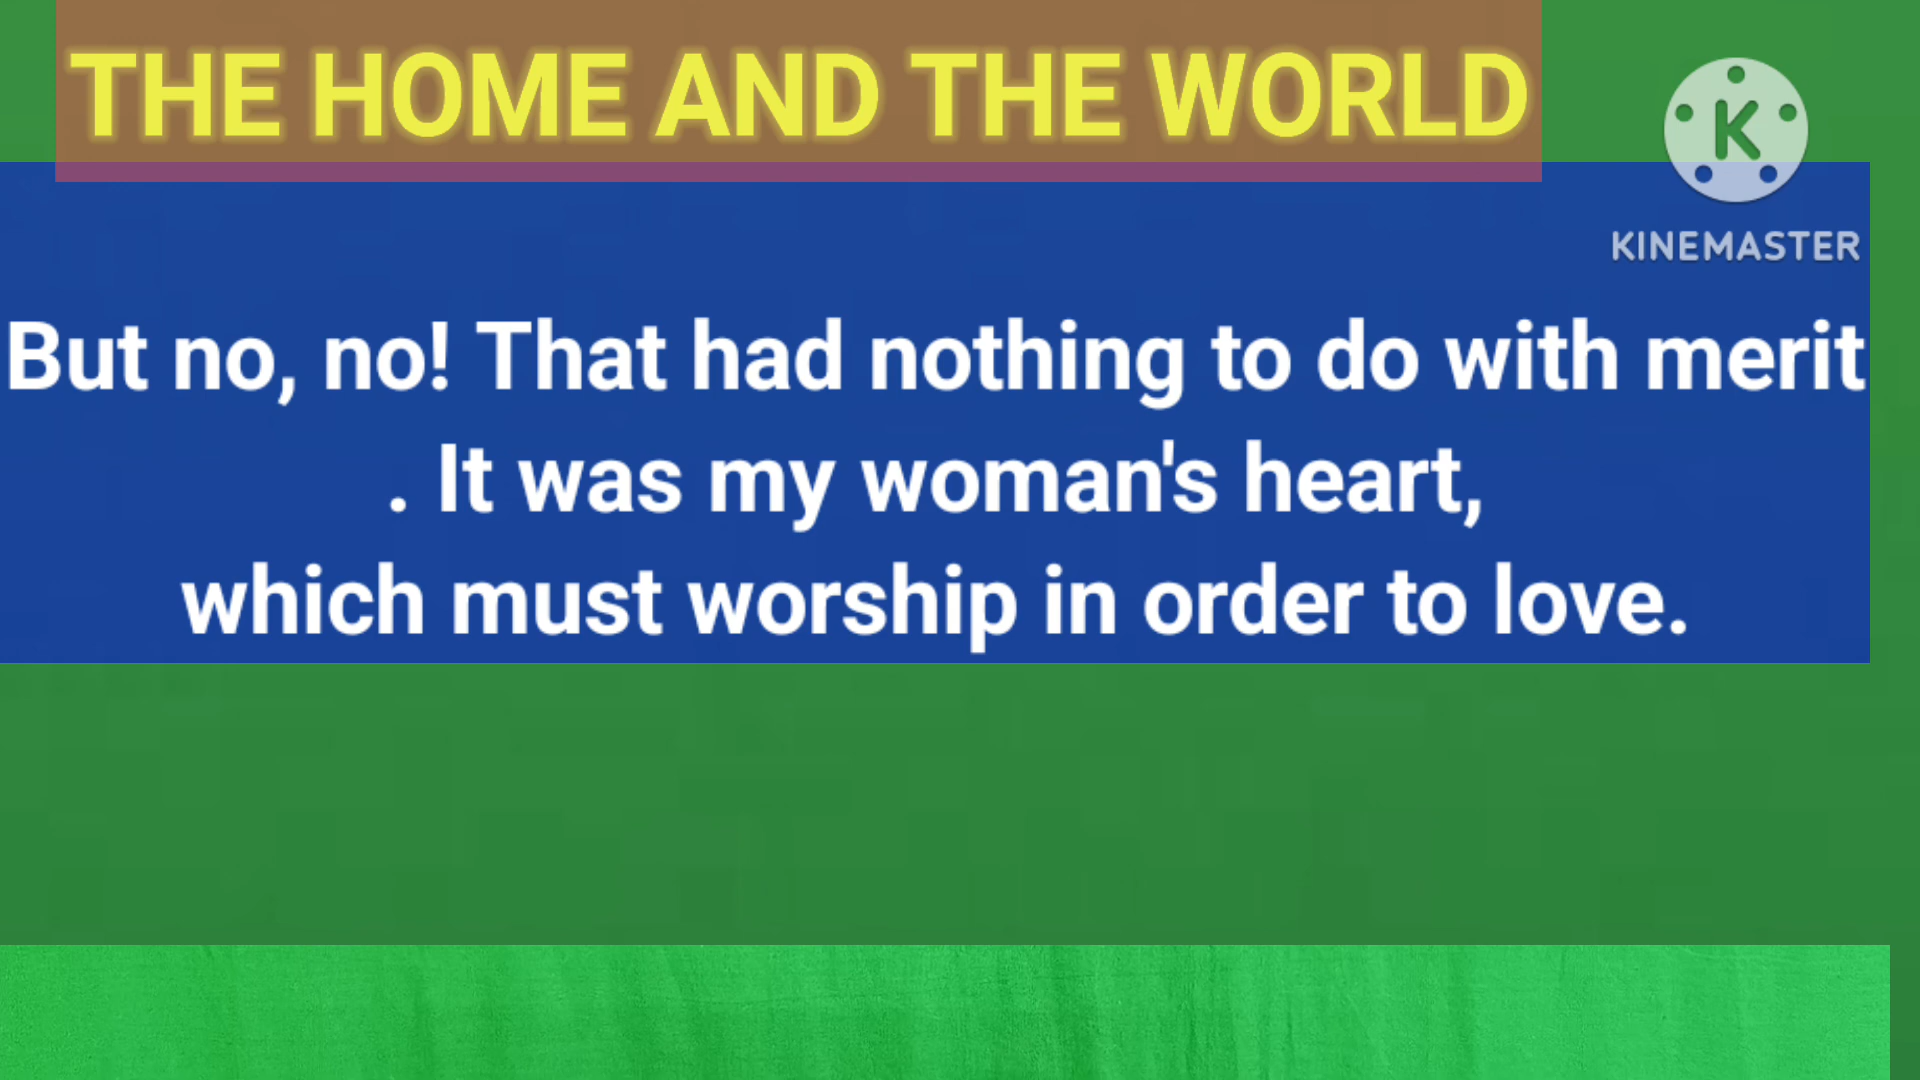 THE HOME AND THE WORLD
K
KINEMASTER
But no, no! That had nothing to do with merit
. It was my woman's heart,
which must worship in order to love.